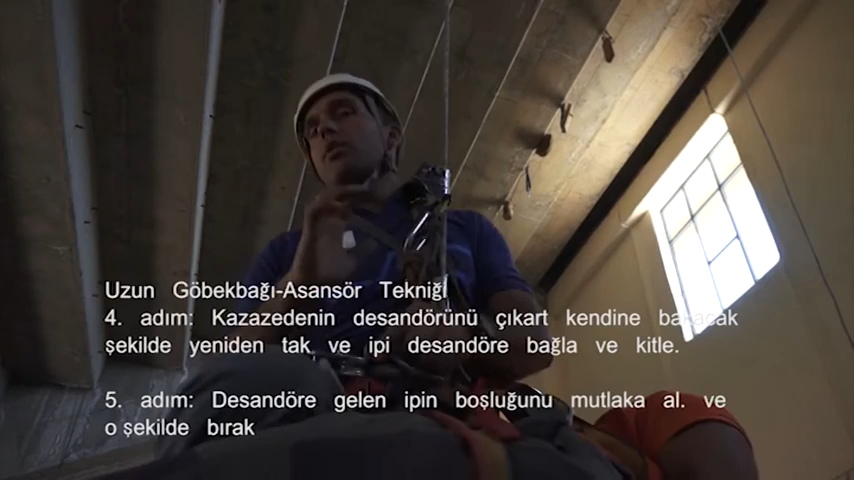 Uzun Göbekbağı-Asansör Tekniği
4. adım: Kazazedenin desandörünü çıkart kendine bakacak
şekilde yeniden tak ve ipi desandöre bağla ve kitle.
5. adım: Desandöre gelen ipin boşluğunu mutlaka al. ve
o şekilde bırak